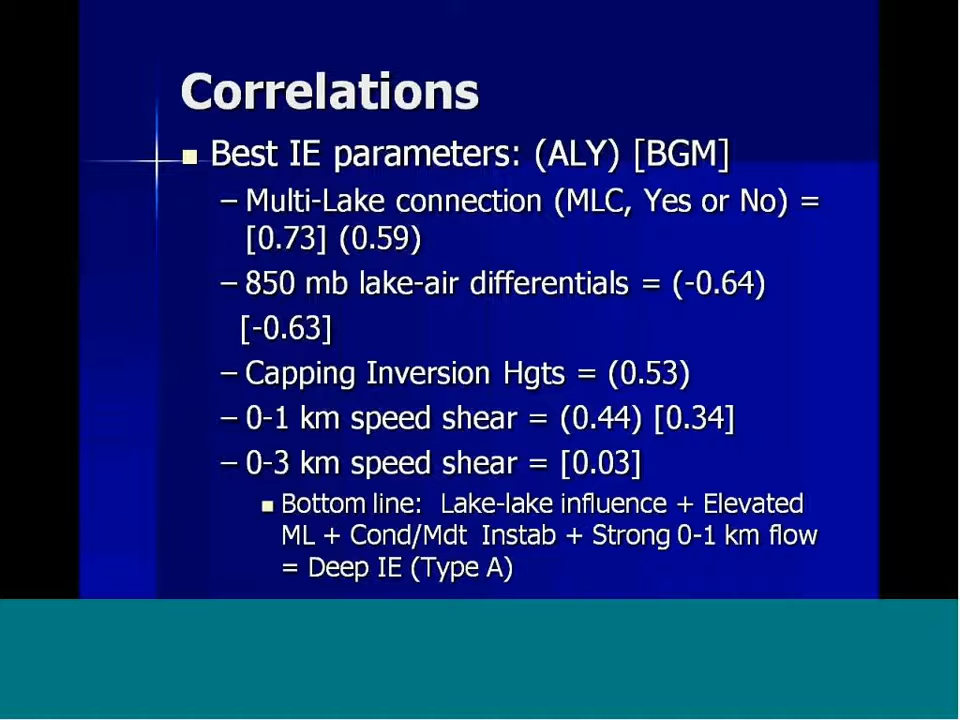 Correlations
Best IE parameters: (ALY) [BGM]
– Multi-Lake connection (MLC, Yes or No) =
[0.73] (0.59)
– 850 mb lake-air differentials = (-0.64)
[-0.63]
– Capping Inversion Hgts = (0.53)
– 0-1 km speed shear = (0.44) [0.34]
– 0-3 km speed shear = [0.03]
Bottom line: Lake-lake influence + Elevated
ML + Cond/Mdt Instab + Strong 0-1 km flow
= Deep IE (Type A)